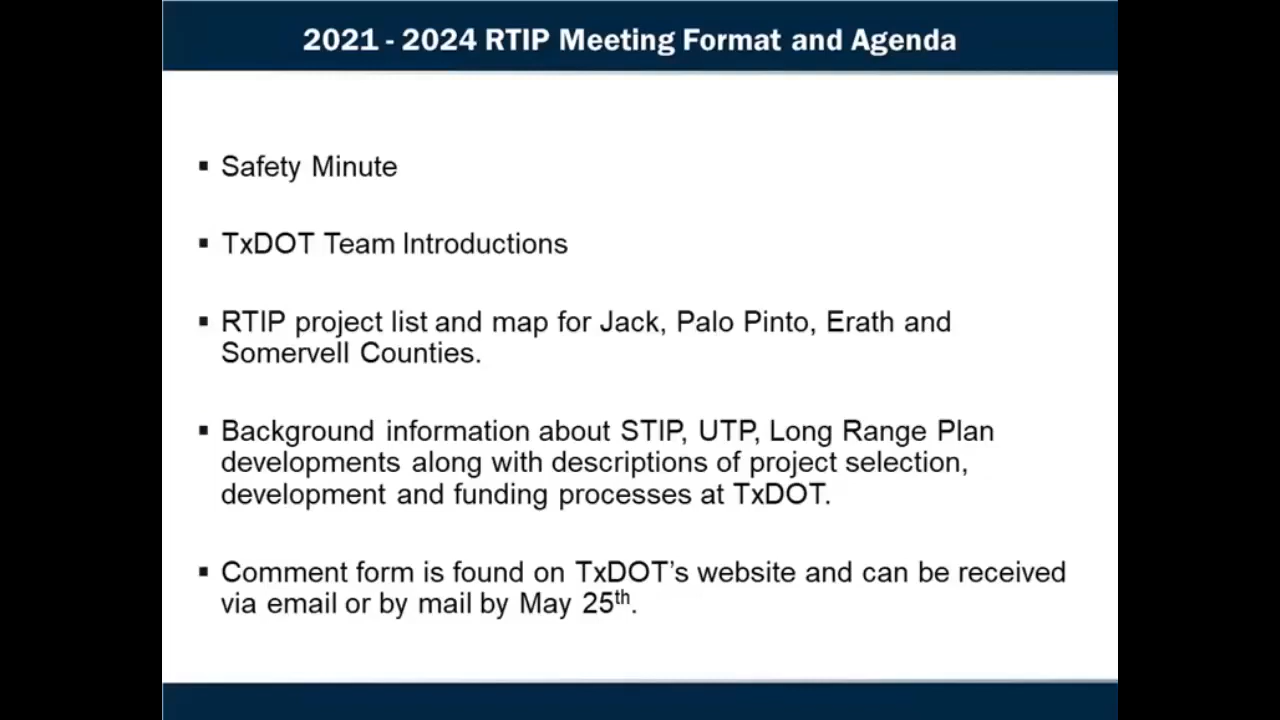 2021 - 2024 RTIP Meeting Format and Agenda
▪ Safety Minute
▪ TxDOT Team Introductions
▪ RTIP project list and map for Jack, Palo Pinto, Erath and
Somervell Counties.
▪ Background information about STIP, UTP, Long Range Plan
developments along with descriptions of project selection,
development and funding processes at TxDOT.
▪ Comment form is found on TxDOT’s website and can be received
via email or by mail by May 25th.